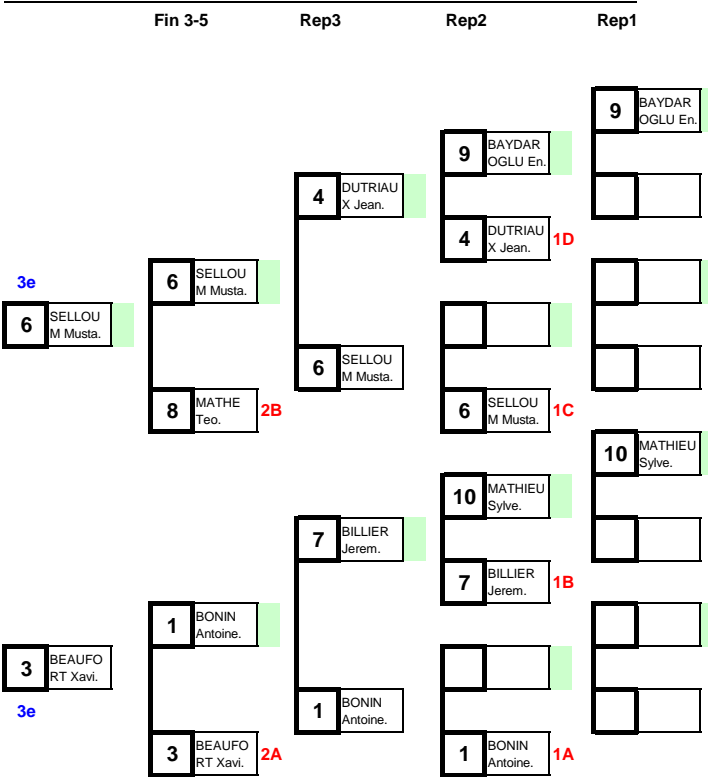 Fin 3-5 Rep3 Rep2 Rep1
9 BAYDAR
OGLU En.
9 BAYDAR
OGLU En.
4 DUTRIAU
X Jean.
4 DUTRIAU
X Jean. 1D
3e
6 SELLOU
M Musta.
6 SELLOU
M Musta.
6 SELLOU
M Musta.
8 MATHE
Teo. 2B
6 SELLOU
M Musta. 1C
10 MATHIEU
Sylve.
10 MATHIEU
Sylve.
7 BILLIER
Jerem.
7 BILLIER
Jerem. 1B
1 BONIN
Antoine.
3 BEAUFO
RT Xavi.
3e
1 BONIN
Antoine.
3 BEAUFO
RT Xavi. 2A
1 BONIN
Antoine. 1A